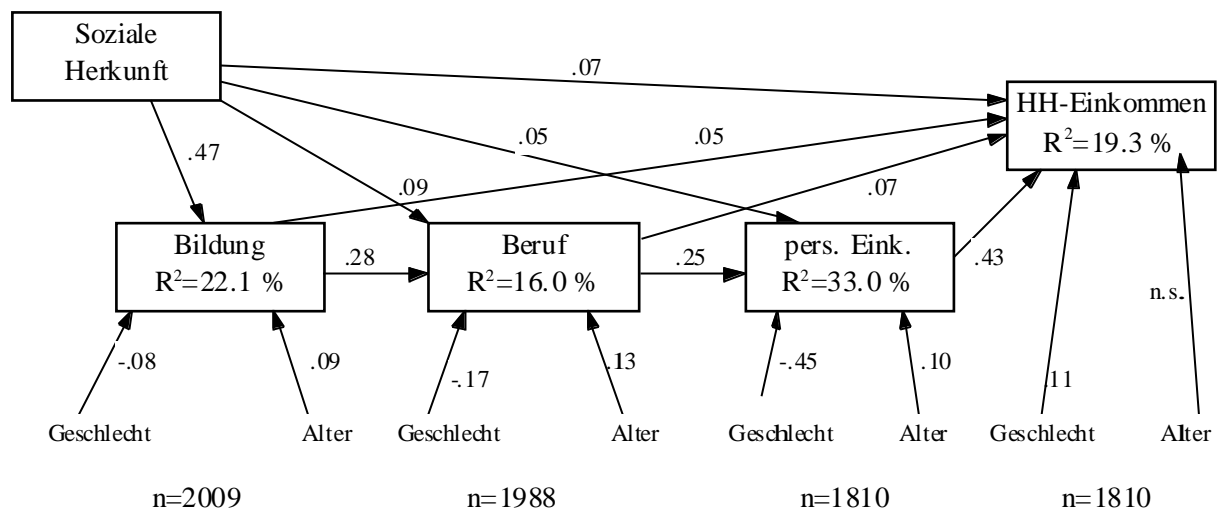 Soziale
Herkunft
.07
HH-Einkommen
R²=19.3 %
.47
.05
.05
.09
.07
Bildung
R²=22.1 %
.28
Beruf
R²=16.0 %
.25
pers. Eink.
R²=33.0 %
.43
n.s.
-.08
.09
-.17
.13
-.45
.10
.11
Geschlecht
Alter
Geschlecht
Alter
Geschlecht
Alter
Geschlecht
Alter
n=2009
n=1988
n=1810
n=1810